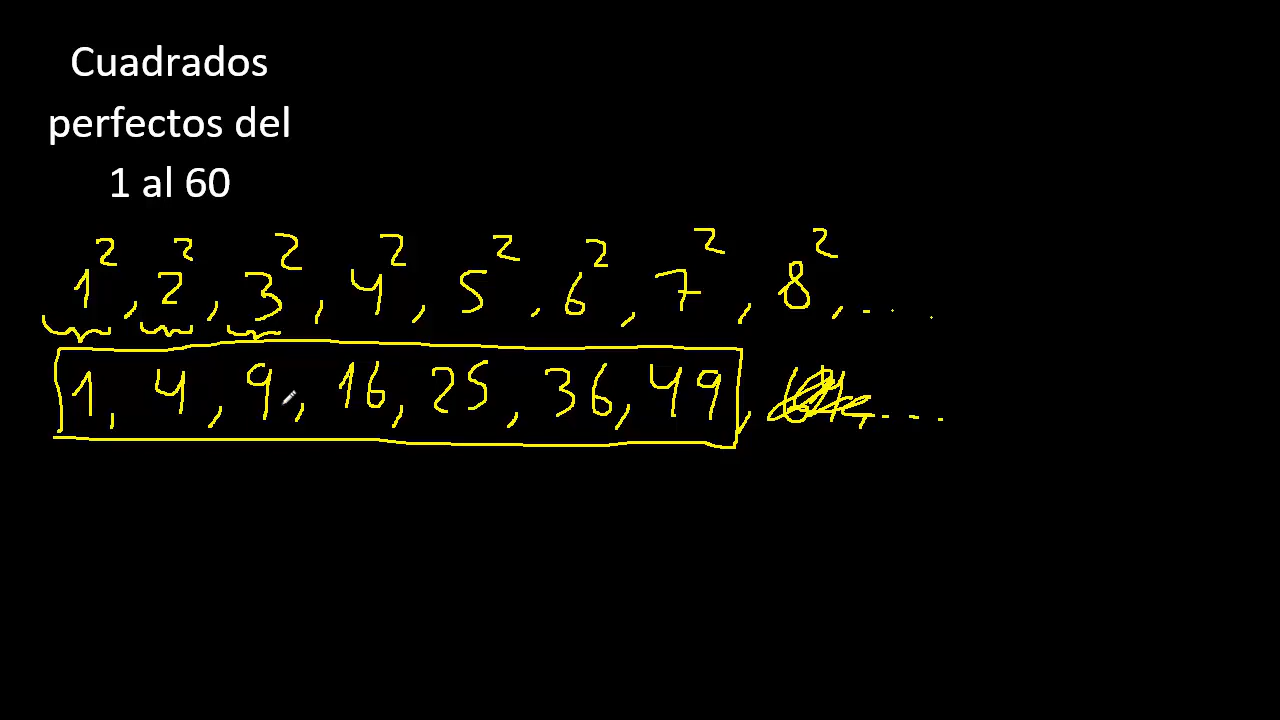 Cuadrados
perfectos del
1 al 60
1², 2², 3², 4², 5², 6², 7², 8², ....
1, 4, 9, 16, 25, 36, 49, ....